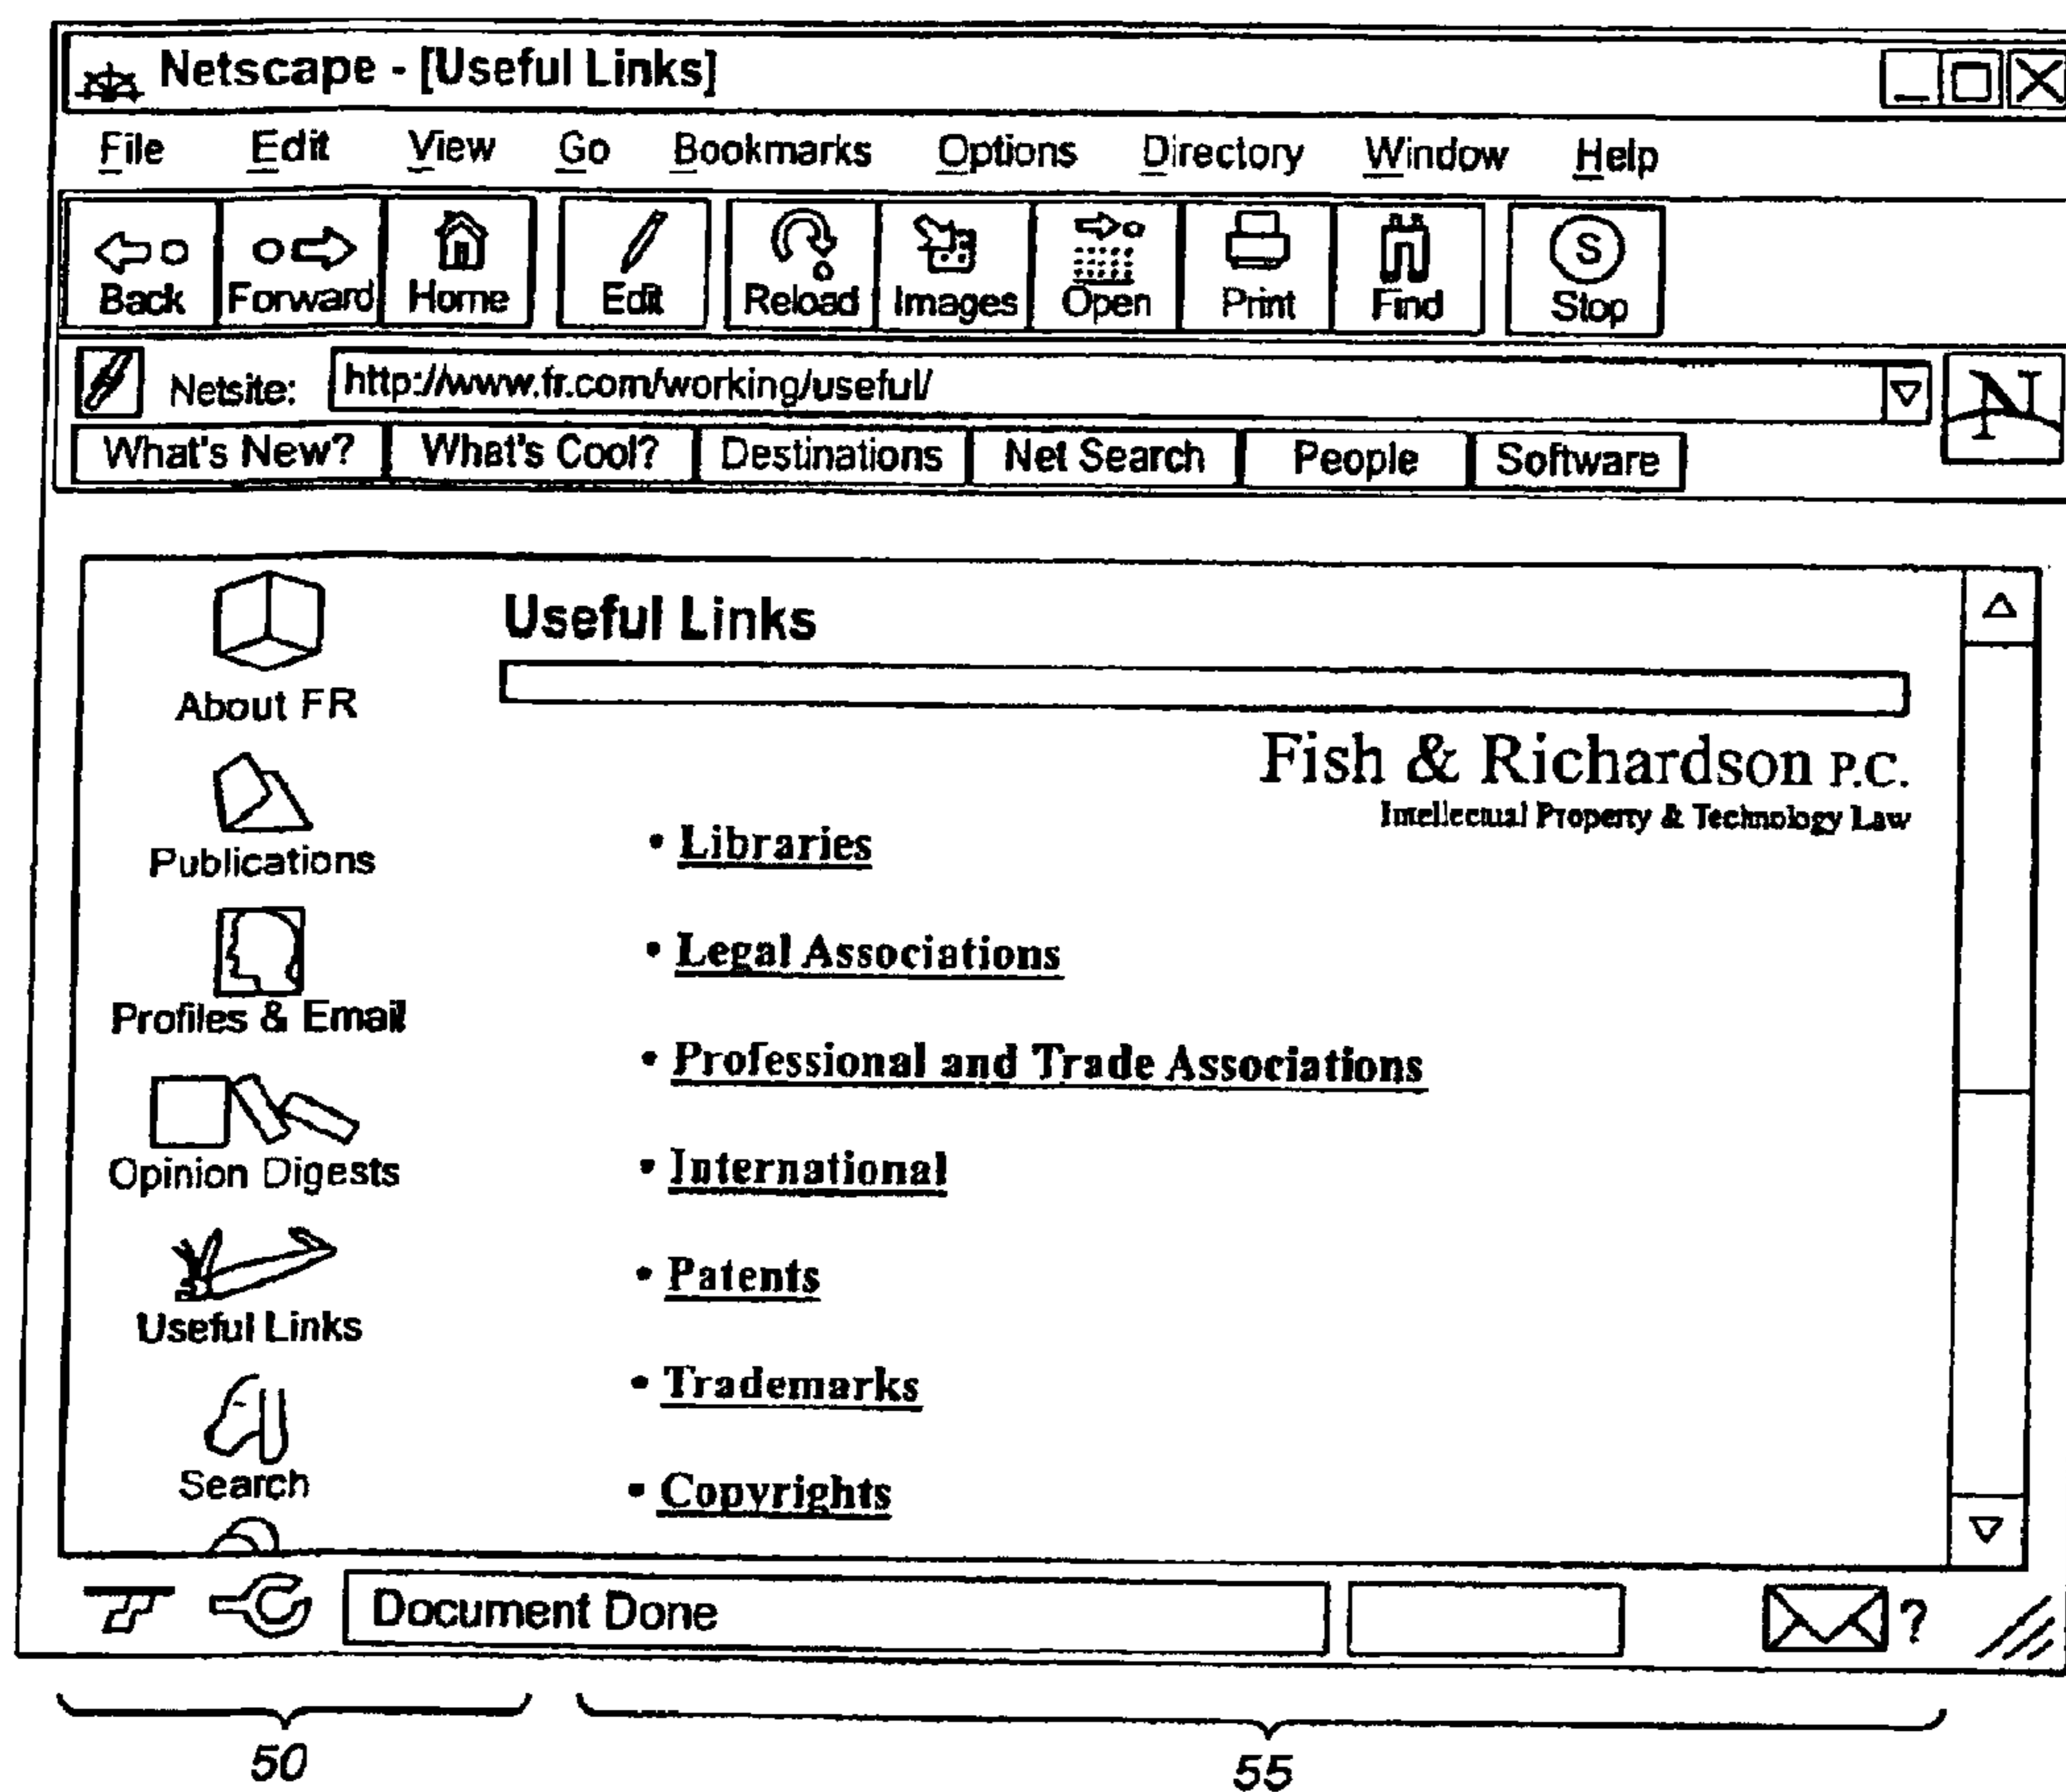 Netscape - [Useful Links]
File Edit View Go Bookmarks Options Directory Window Help
Back Forward Home Edit Reload Images Open Print Find Stop
S
Netsite: http://www.fr.com/working/useful/
N
What's New? What's Cool? Destinations Net Search People Software
Useful Links
About FR
Fish & Richardson P.C.
Intellectual Property & Technology Law
Publications
• Libraries
• Legal Associations
Profiles & Email
• Professional and Trade Associations
Opinion Digests
• International
• Patents
Useful Links
• Trademarks
Search
• Copyrights
Document Done
?
50
55